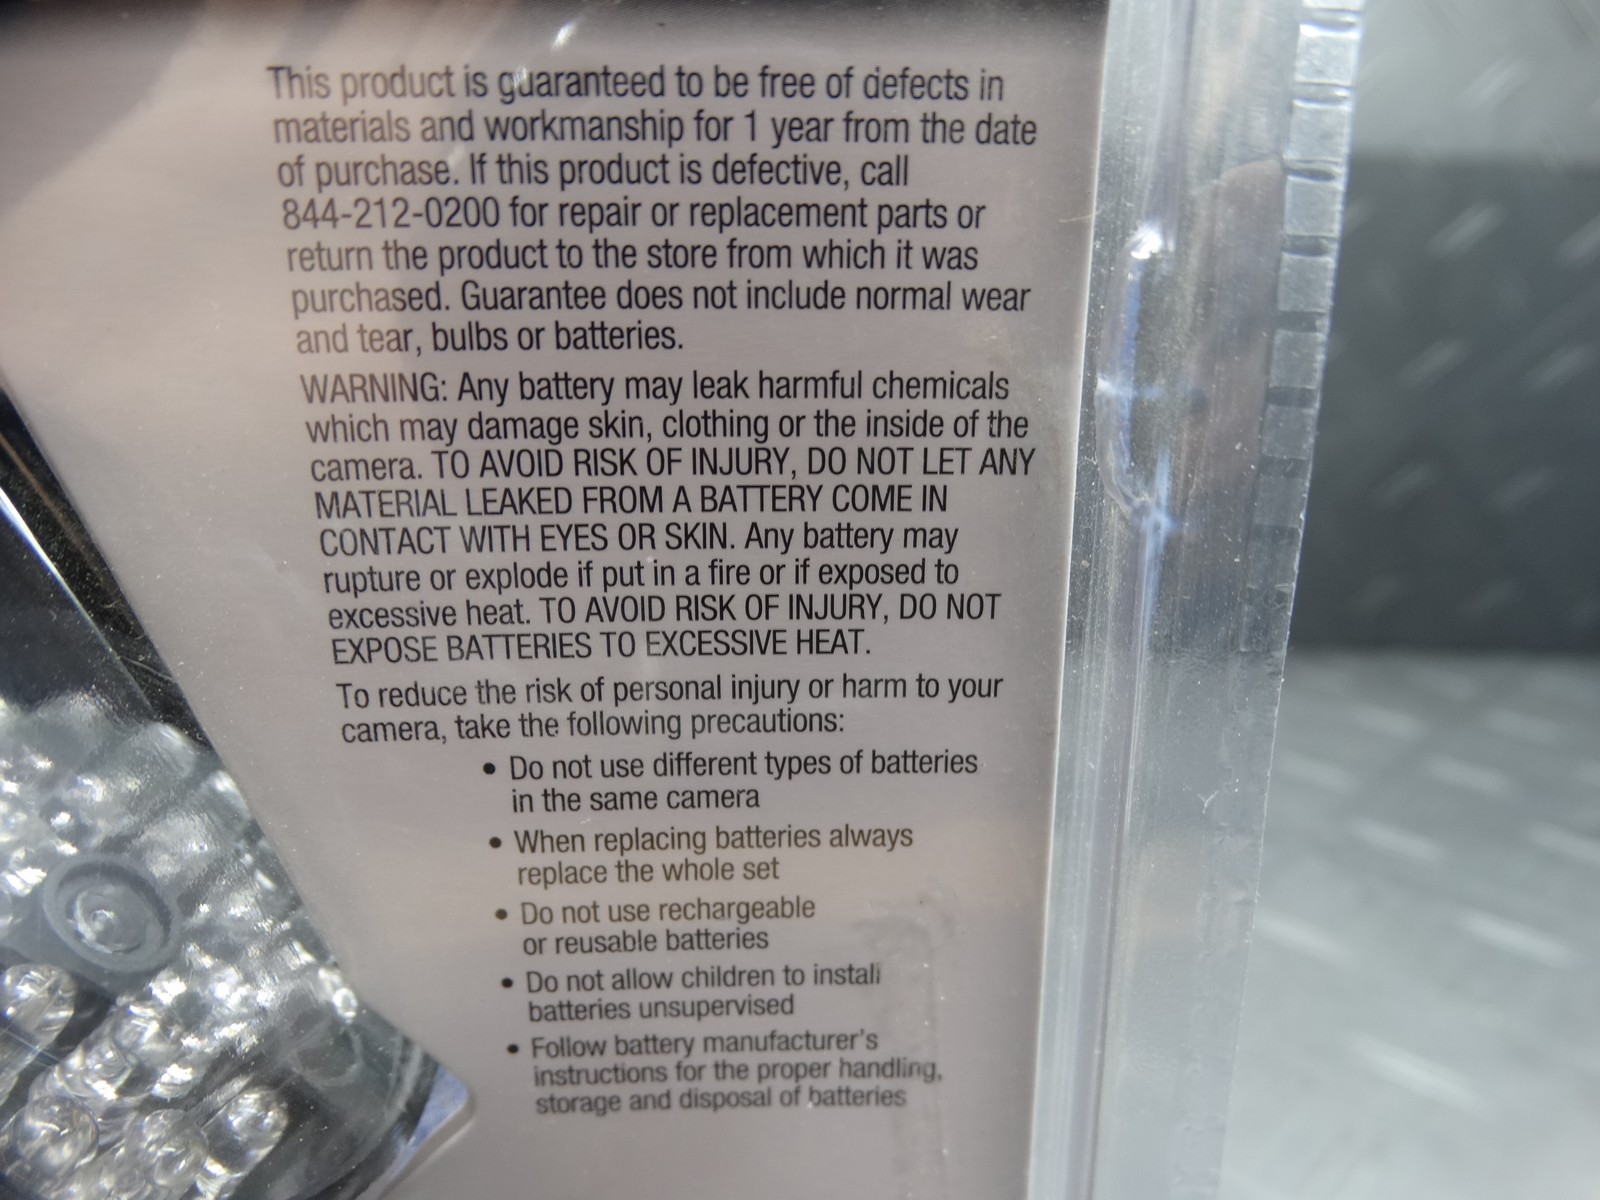 This product is guaranteed to be free of defects in
materials and workmanship for 1 year from the date
of purchase. If this product is defective, call
844-212-0200 for repair or replacement parts or
return the product to the store from which it was
purchased. Guarantee does not include normal wear
and tear, bulbs or batteries.
WARNING: Any battery may leak harmful chemicals
which may damage skin, clothing or the inside of the
camera. TO AVOID RISK OF INJURY, DO NOT LET ANY
MATERIAL LEAKED FROM A BATTERY COME IN
CONTACT WITH EYES OR SKIN. Any battery may
rupture or explode if put in a fire or if exposed to
excessive heat. TO AVOID RISK OF INJURY, DO NOT
EXPOSE BATTERIES TO EXCESSIVE HEAT.
To reduce the risk of personal injury or harm to your
camera, take the following precautions:
• Do not use different types of batteries
in the same camera
• When replacing batteries always
replace the whole set
• Do not use rechargeable
or reusable batteries
• Do not allow children to install
batteries unsupervised
• Follow battery manufacturer's
instructions for the proper handling,
storage and disposal of batteries